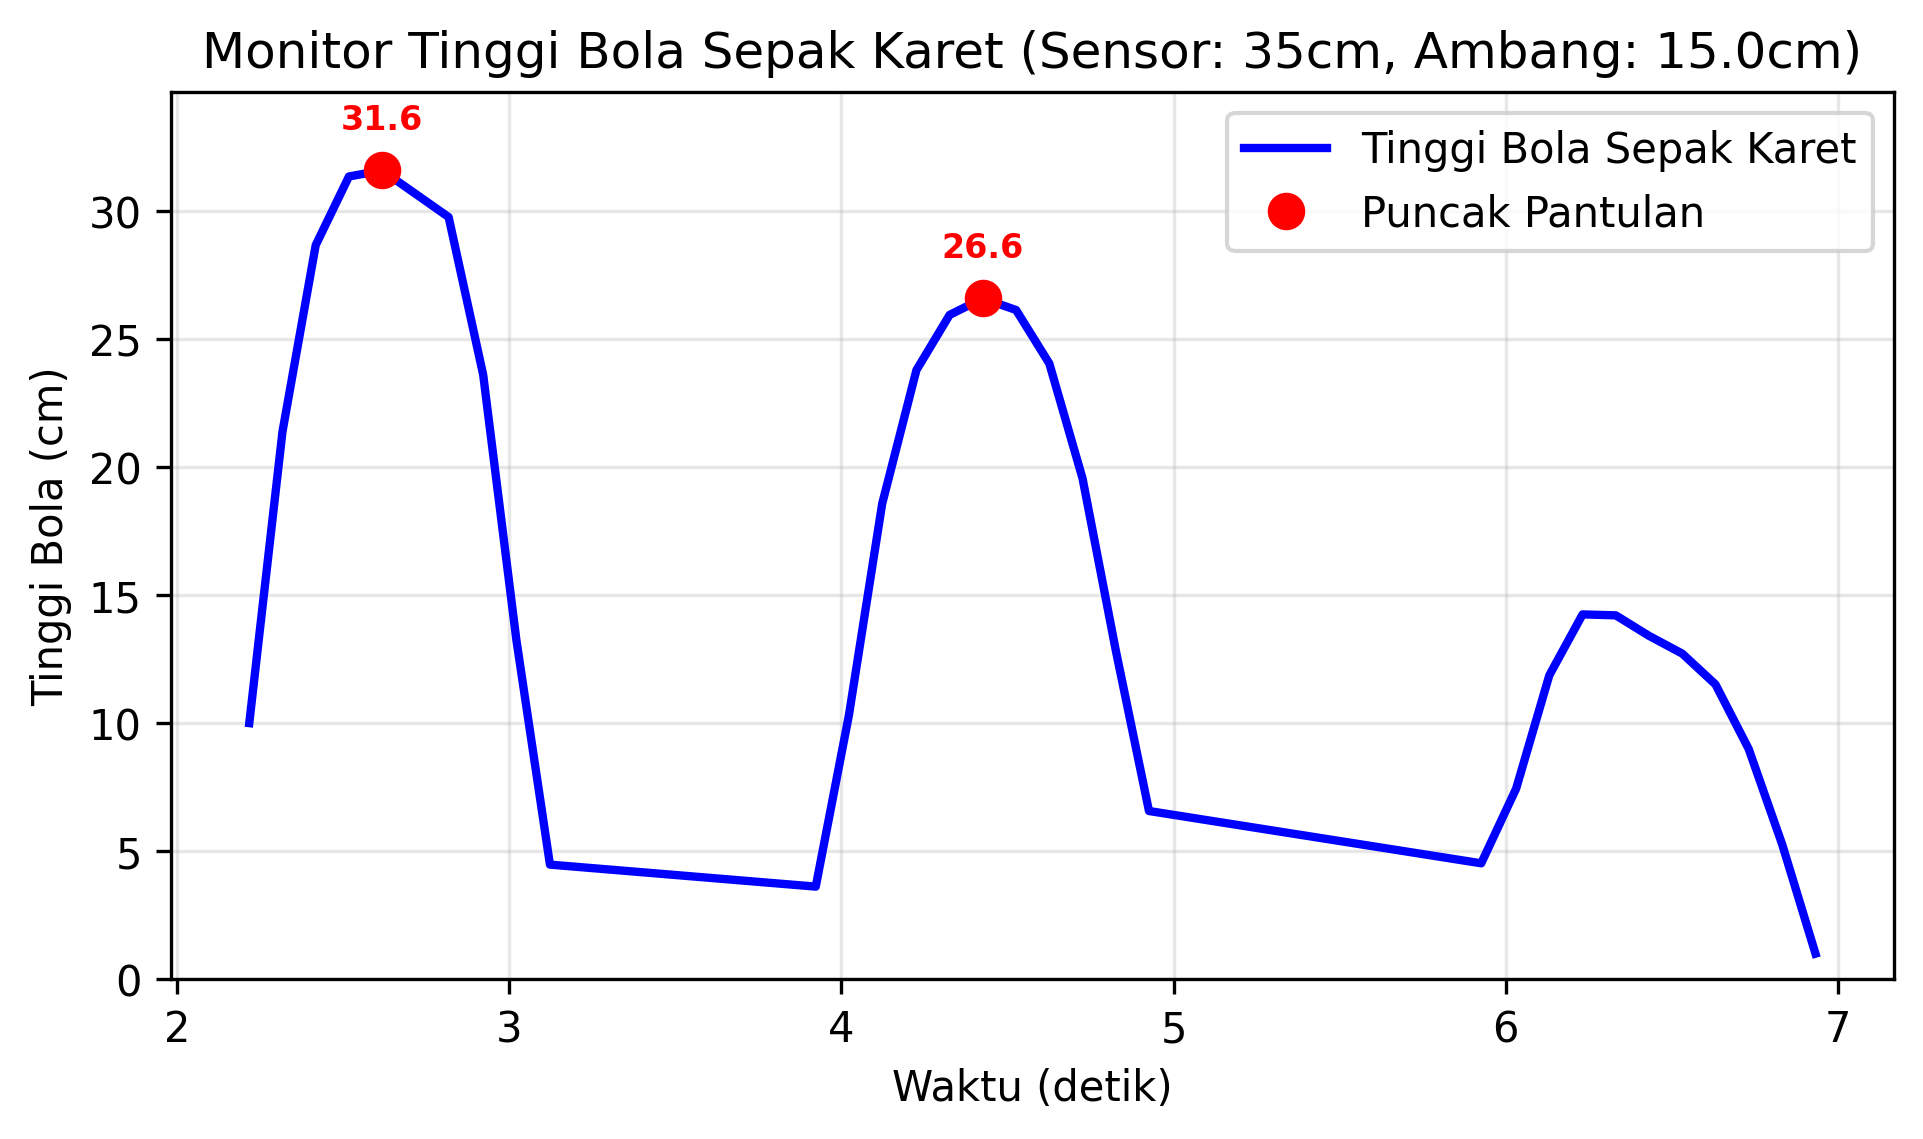 Monitor Tinggi Bola Sepak Karet (Sensor: 35cm, Ambang: 15.0cm)
31.6
26.6
Tinggi Bola Sepak Karet
Puncak Pantulan
Tinggi Bola (cm)
30
25
20
15
10
5
0
2 3 4 5 6 7
Waktu (detik)